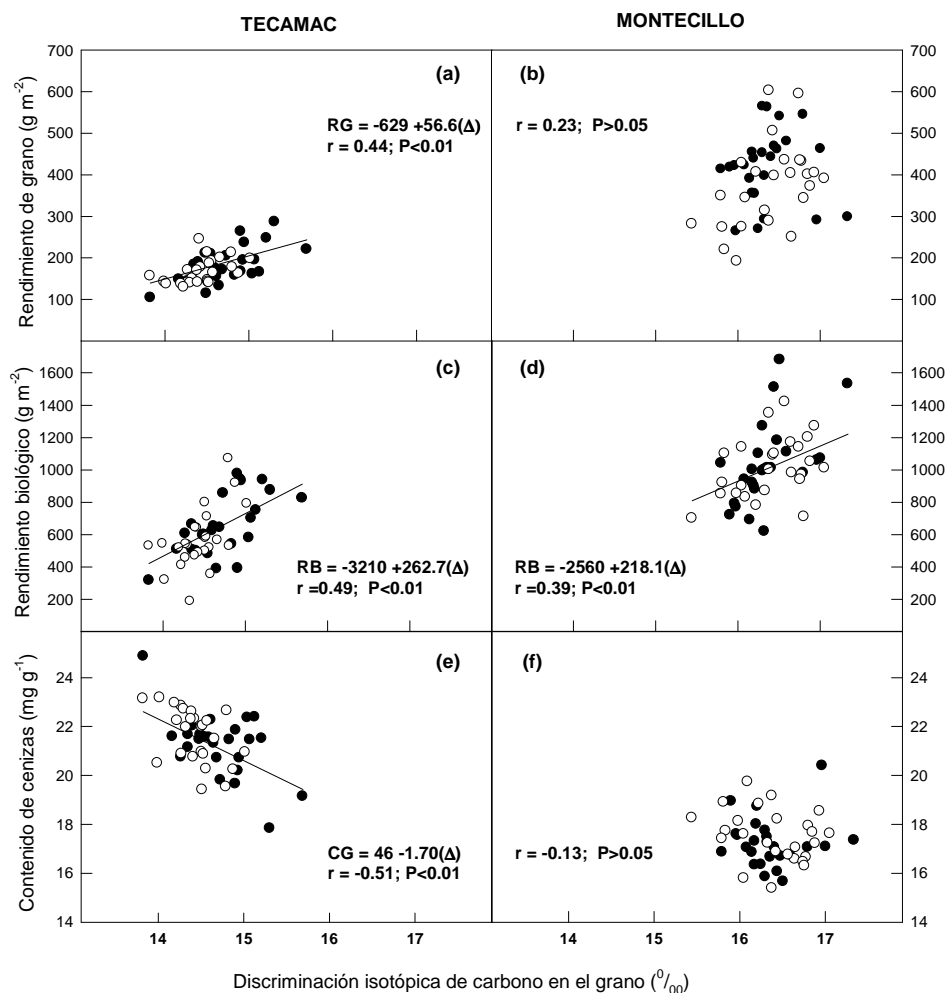 TECAMAC
MONTECILLO
700
600
500
400
300
200
100
Rendimiento de grano (g m-2)
(a)
RG = -629 +56.6(Δ)
r = 0.44; P<0.01
(b)
r = 0.23; P>0.05
700
600
500
400
300
200
100
1600
1400
1200
1000
800
600
400
200
Rendimiento biológico (g m-2)
(c)
RB = -3210 +262.7(Δ)
r =0.49; P<0.01
(d)
RB = -2560 +218.1(Δ)
r =0.39; P<0.01
1600
1400
1200
1000
800
600
400
200
24
22
20
18
16
14
Contenido de cenizas (mg g-1)
(e)
CG = 46 -1.70(Δ)
r = -0.51; P<0.01
(f)
r = -0.13; P>0.05
24
22
20
18
16
14
14 15 16 17
14 15 16 17
Discriminación isotópica de carbono en el grano (0/00)